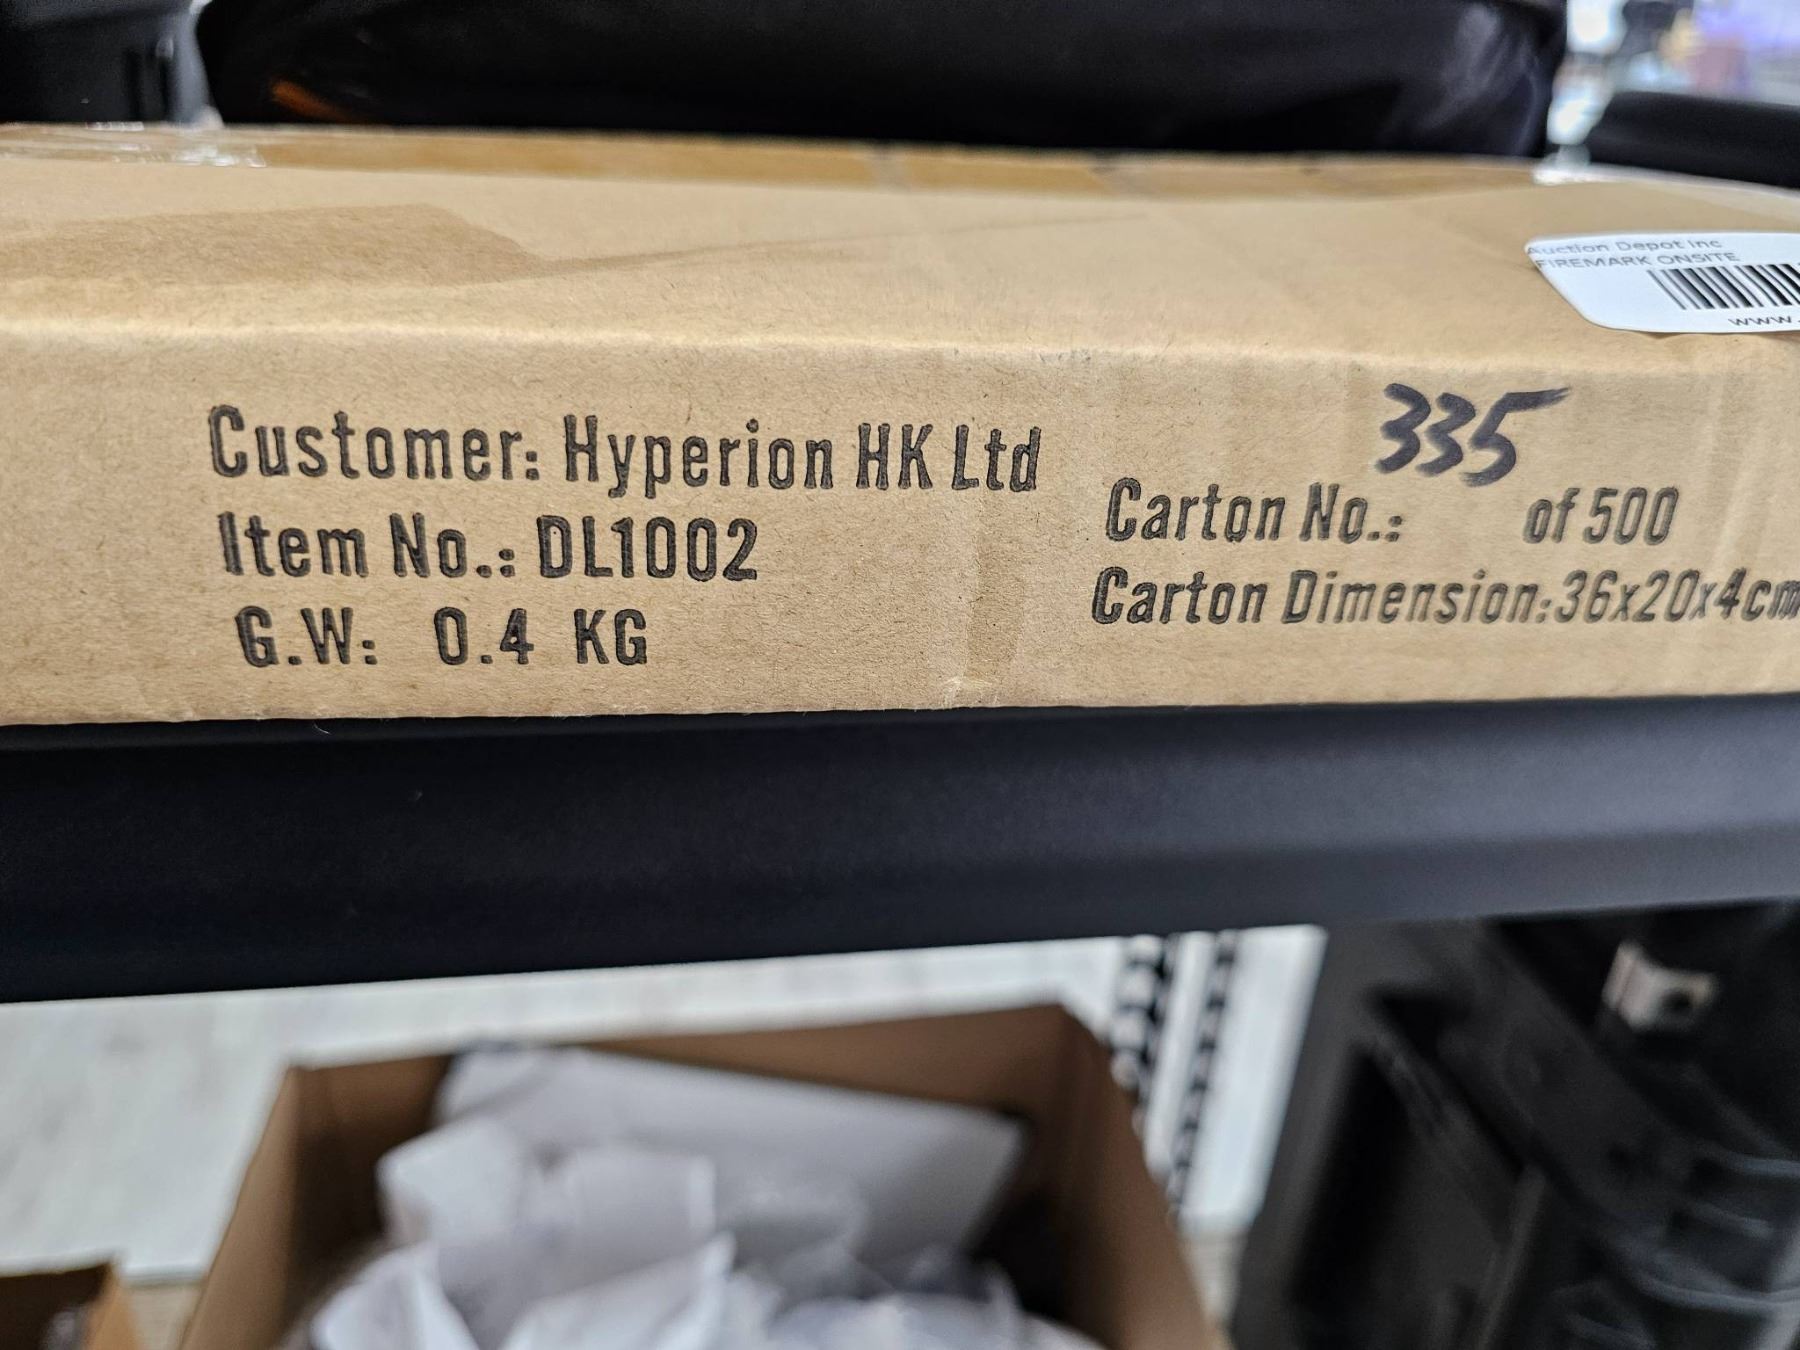 Auction Depot Inc
FIREMARK ONSITE
www.
Customer: Hyperion HK Ltd
Item No.: DL1002
G.W: 0.4 KG
335
Carton No.: of 500
Carton Dimension:36x20x4cm